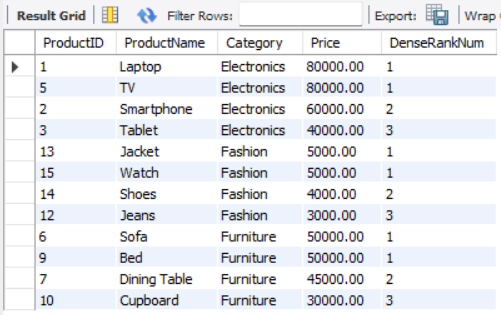 Result Grid Filter Rows: Export: Wrap
ProductID ProductName Category Price DenseRankNum
1 Laptop Electronics 80000.00 1
5 TV Electronics 80000.00 1
2 Smartphone Electronics 60000.00 2
3 Tablet Electronics 40000.00 3
13 Jacket Fashion 5000.00 1
15 Watch Fashion 5000.00 1
14 Shoes Fashion 4000.00 2
12 Jeans Fashion 3000.00 3
6 Sofa Furniture 50000.00 1
9 Bed Furniture 50000.00 1
7 Dining Table Furniture 45000.00 2
10 Cupboard Furniture 30000.00 3